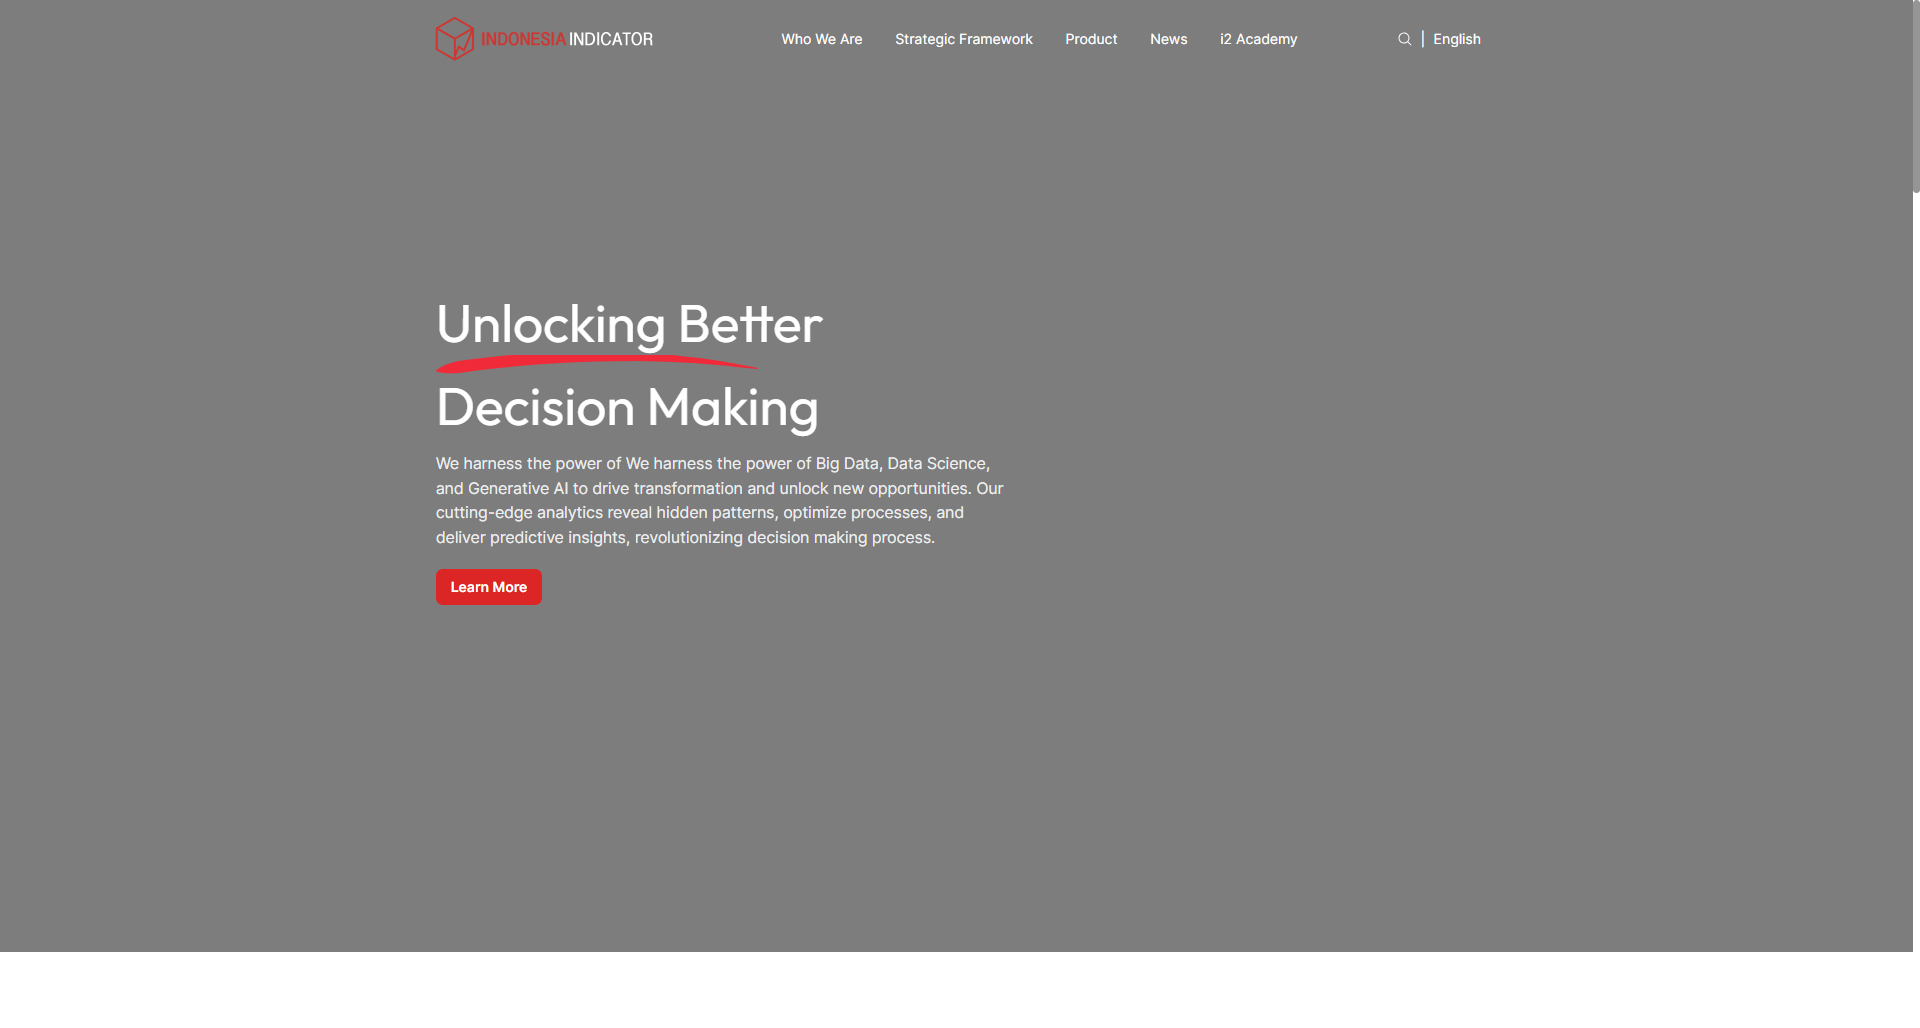 INDONESIA INDICATOR
Who We Are
Strategic Framework
Product
News
i2 Academy
English
Unlocking Better
Decision Making
We harness the power of We harness the power of Big Data, Data Science,
and Generative AI to drive transformation and unlock new opportunities. Our
cutting-edge analytics reveal hidden patterns, optimize processes, and
deliver predictive insights, revolutionizing decision making process.
Learn More